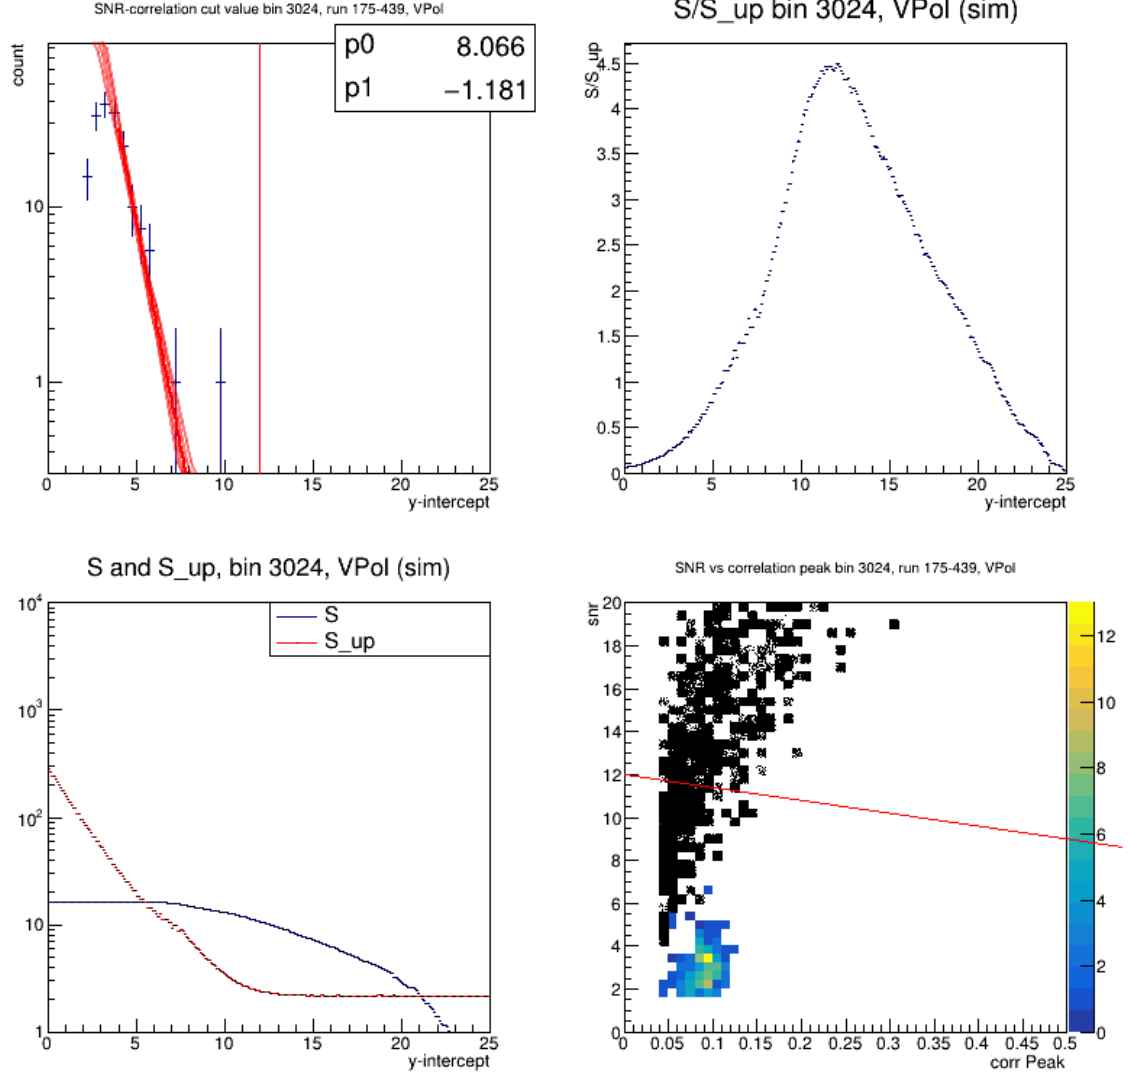 SNR-correlation cut value bin 3024, run 175-439, VPol
count
p0 8.066
p1 −1.181
10
1
0 5 10 15 20 25
y-intercept
S/S_up bin 3024, VPol (sim)
S/S_up
4.5
4
3.5
3
2.5
2
1.5
1
0.5
0
0 5 10 15 20 25
y-intercept
S and S_up, bin 3024, VPol (sim)
S
S_up
10^4
10^3
10^2
10
1
0 5 10 15 20 25
y-intercept
SNR vs correlation peak bin 3024, run 175-439, VPol
snr
20
18
16
14
12
10
8
6
4
2
0
0 0.05 0.1 0.15 0.2 0.25 0.3 0.35 0.4 0.45 0.5
corr Peak
12
10
8
6
4
2
0